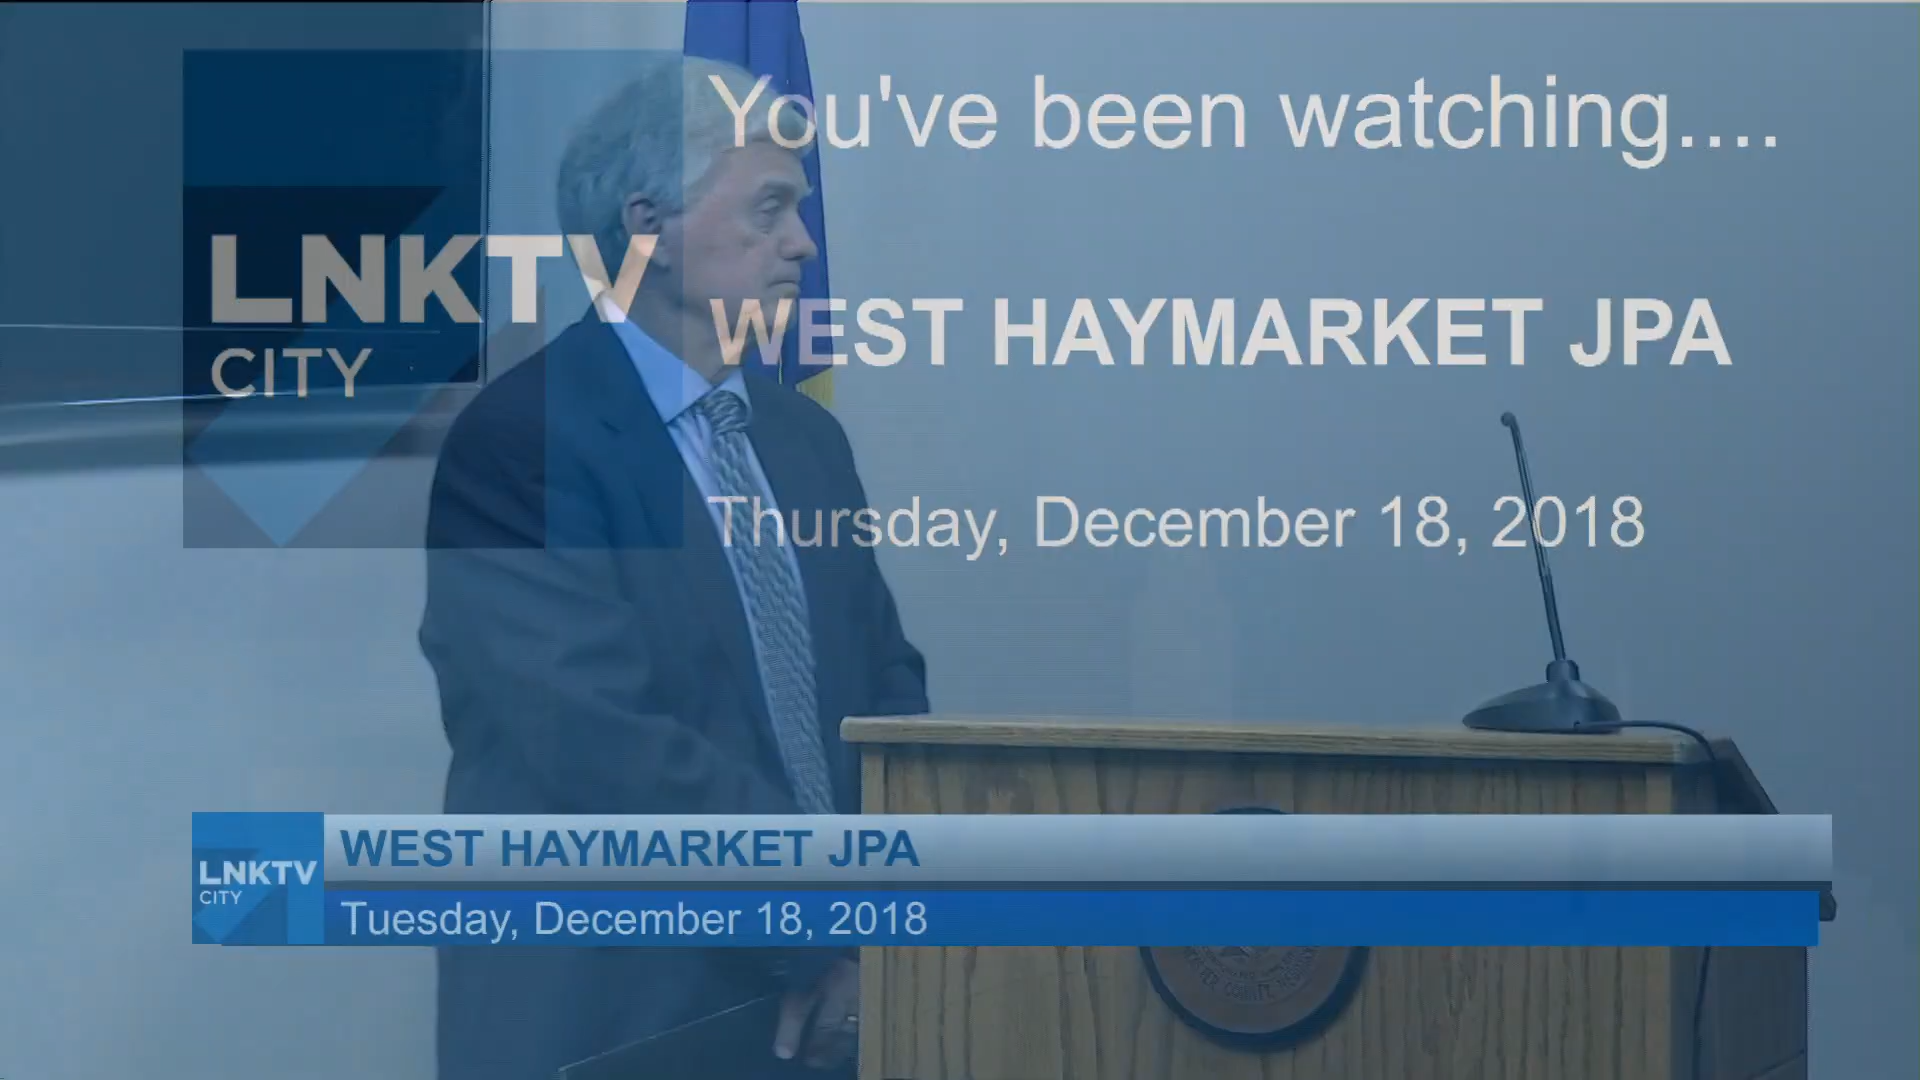 You've been watching....
LNKTV
CITY
WEST HAYMARKET JPA
Thursday, December 18, 2018
WEST HAYMARKET JPA
LNKTV
CITY
Tuesday, December 18, 2018
COUNTY,